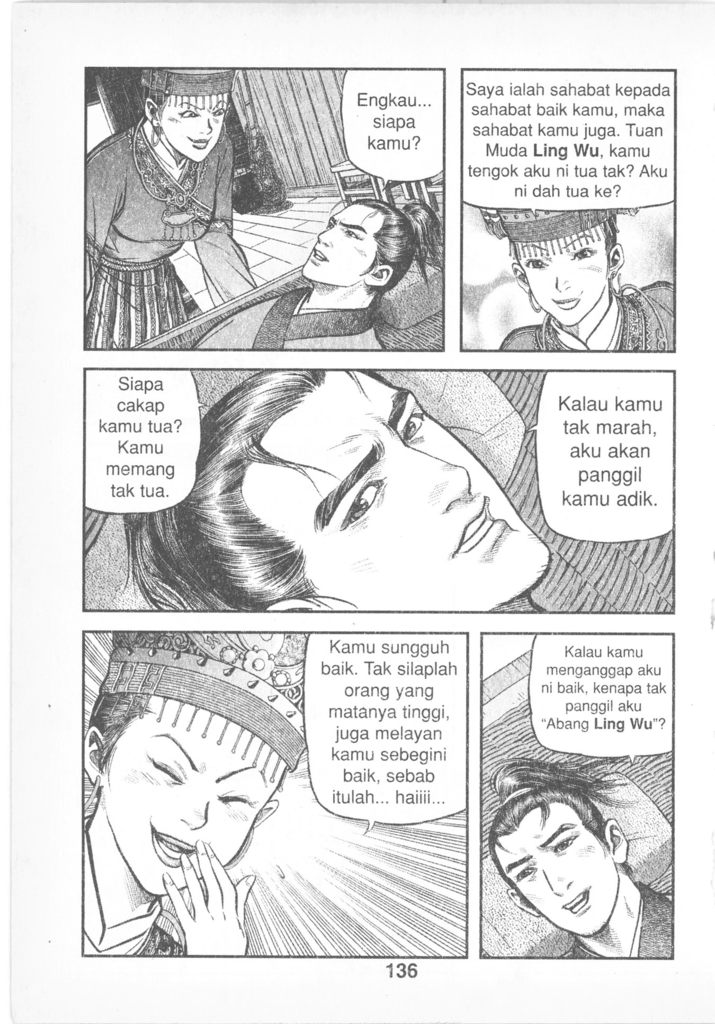 Engkau...
siapa
kamu?
Saya ialah sahabat kepada
sahabat baik kamu, maka
sahabat kamu juga. Tuan
Muda Ling Wu, kamu
tengok aku ni tua tak? Aku
ni dah tua ke?
Siapa
cakap
kamu tua?
Kamu
memang
tak tua.
Kalau kamu
tak marah,
aku akan
panggil
kamu adik.
Kamu sungguh
baik. Tak silaplah
orang yang
matanya tinggi,
juga melayan
kamu sebegini
baik, sebab
itulah... haiiii...
Kalau kamu
menganggap aku
ni baik, kenapa tak
panggil aku
“Abang Ling Wu”?
136